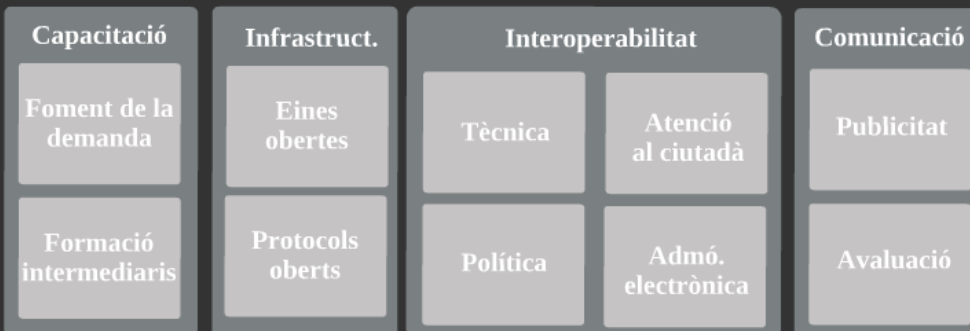 Capacitació
Foment de la
demanda
Formació
intermediaris
Infrastruct.
Eines
obertes
Protocols
oberts
Interoperabilitat
Tècnica
Atenció
al ciutadà
Política
Admó.
electrònica
Comunicació
Publicitat
Avaluació